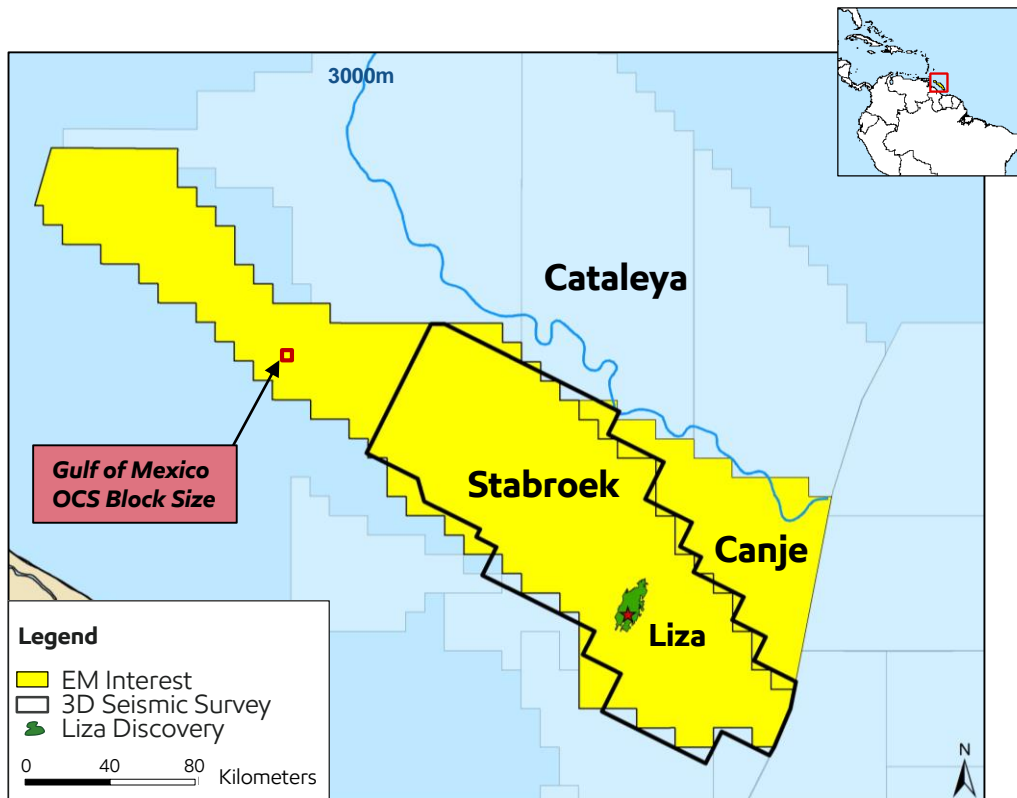 3000m
Cataleya
Gulf of Mexico
OCS Block Size
Stabroek
Canje
Liza
Legend
EM Interest
3D Seismic Survey
Liza Discovery
0 40 80 Kilometers
N